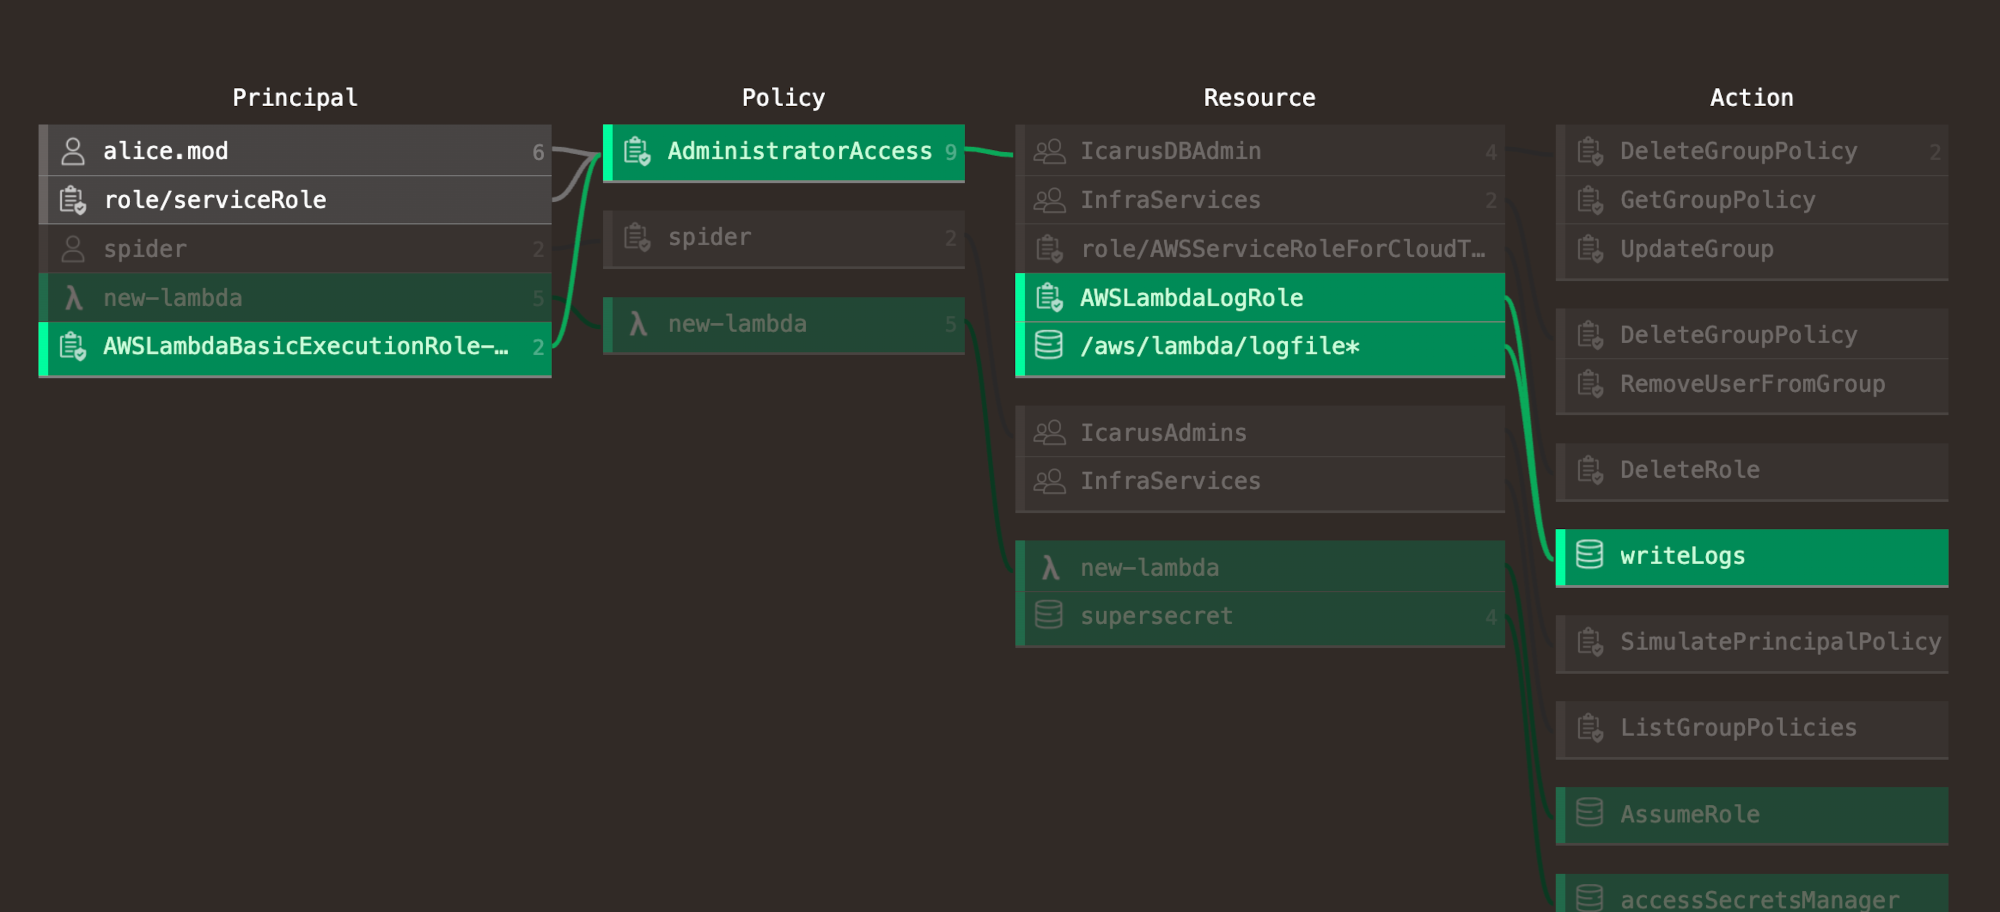 Principal
alice.mod 6
role/serviceRole
spider 2
λ new-lambda 5
AWSLambdaBasicExecutionRole-… 2
Policy
AdministratorAccess 9
spider 2
λ new-lambda 5
Resource
IcarusDBAdmin 4
InfraServices 2
role/AWSServiceRoleForCloudT…
AWSLambdaLogRole
/aws/lambda/logfile*
IcarusAdmins
InfraServices
λ new-lambda
supersecret 4
Action
DeleteGroupPolicy 2
GetGroupPolicy
UpdateGroup
DeleteGroupPolicy
RemoveUserFromGroup
DeleteRole
writeLogs
SimulatePrincipalPolicy
ListGroupPolicies
AssumeRole
accessSecretsManager